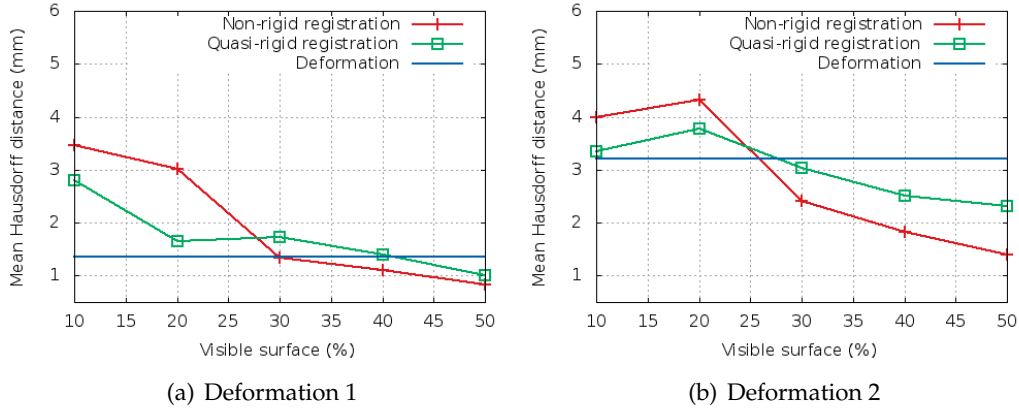 6
5
4
3
2
1
Mean Hausdorff distance (mm)
Non-rigid registration
Quasi-rigid registration
Deformation
10 15 20 25 30 35 40 45 50
Visible surface (%)
(a) Deformation 1
6
5
4
3
2
1
Mean Hausdorff distance (mm)
Non-rigid registration
Quasi-rigid registration
Deformation
10 15 20 25 30 35 40 45 50
Visible surface (%)
(b) Deformation 2